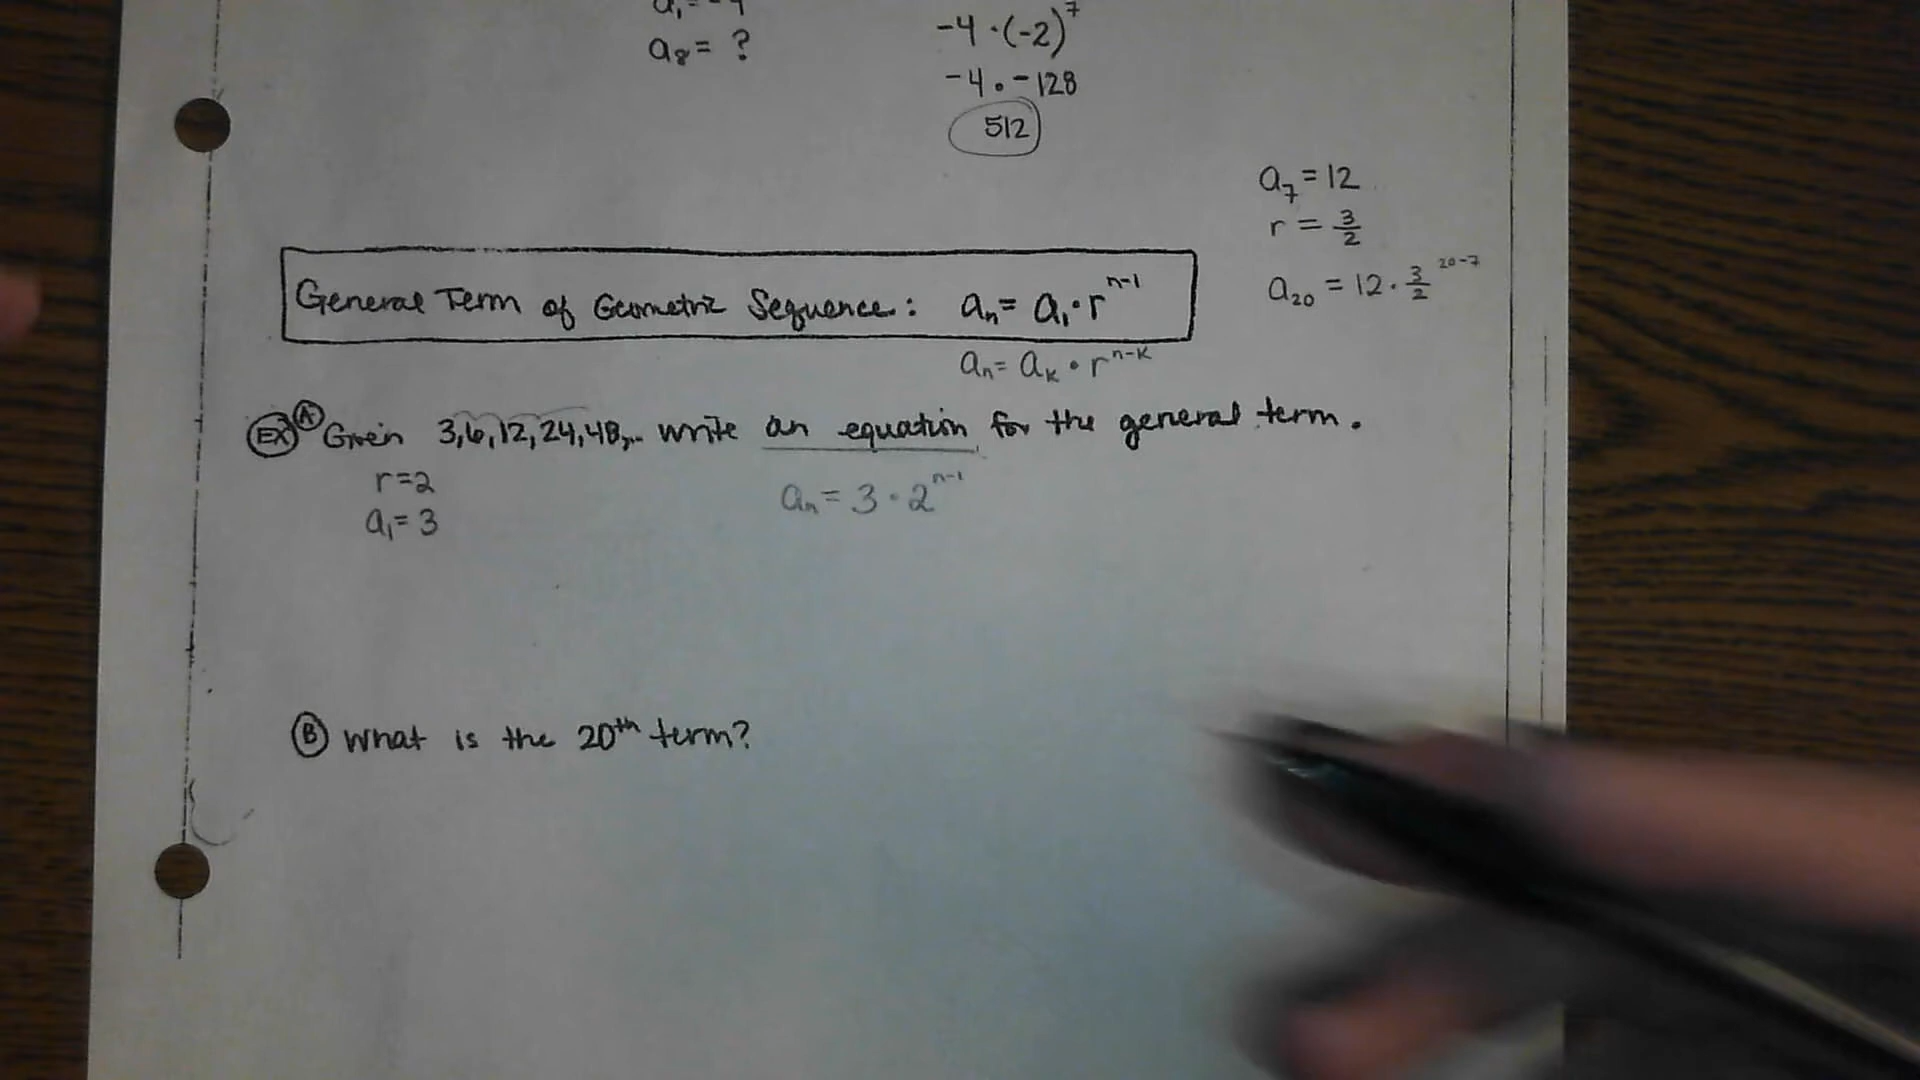 a₁ = -4
a₈ = ?
-4 · (-2)⁷
-4 · -128
512
a₇ = 12
r = 3/2
a₂₀ = 12 · 3/2 ²⁰⁻⁷
General Term of Geometric Sequence: aₙ = a₁ · rⁿ⁻¹
aₙ = aₖ · rⁿ⁻ᵏ
EX A Given 3, 6, 12, 24, 48, ... write an equation for the general term.
r = 2
a₁ = 3
aₙ = 3 · 2ⁿ⁻¹
B What is the 20th term?